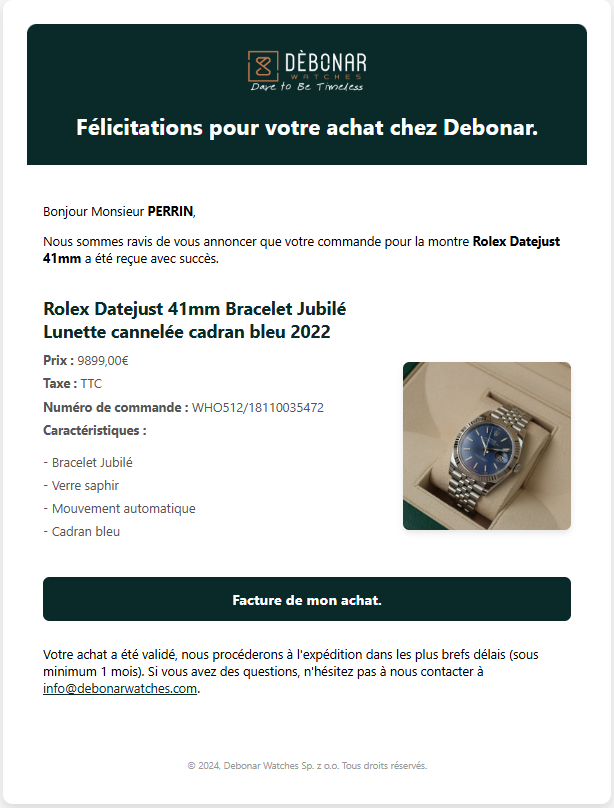 DÈBONAR
WATCHES
Dare to Be Timeless
Félicitations pour votre achat chez Debonar.
Bonjour Monsieur PERRIN,
Nous sommes ravis de vous annoncer que votre commande pour la montre Rolex Datejust
41mm a été reçue avec succès.
Rolex Datejust 41mm Bracelet Jubilé
Lunette cannelée cadran bleu 2022
Prix : 9899,00€
Taxe : TTC
Numéro de commande : WHO512/18110035472
Caractéristiques :
- Bracelet Jubilé
- Verre saphir
- Mouvement automatique
- Cadran bleu
Facture de mon achat.
Votre achat a été validé, nous procéderons à l'expédition dans les plus brefs délais (sous
minimum 1 mois). Si vous avez des questions, n'hésitez pas à nous contacter à
info@debonarwatches.com.
© 2024, Debonar Watches Sp. z o.o. Tous droits réservés.